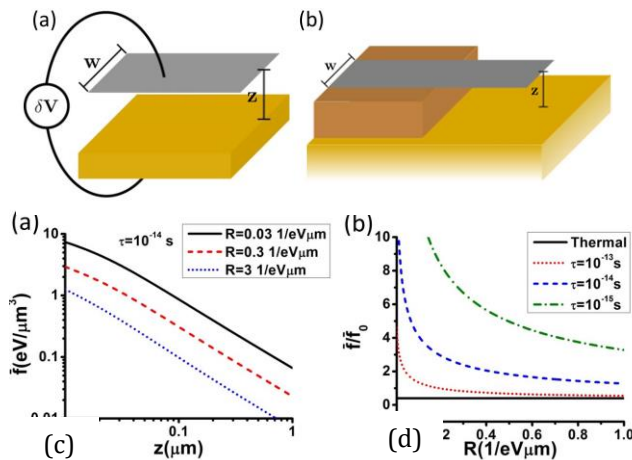 (a)
(b)
w
z
δV
w
z
(a)
τ=10⁻¹⁴ s
R=0.03 1/eVμm
R=0.3 1/eVμm
R=3 1/eVμm
10
1
0.1
0.01
0.1
1
f̄(eV/μm³)
z(μm)
(c)
(b)
Thermal
τ=10⁻¹³s
τ=10⁻¹⁴s
τ=10⁻¹⁵s
10
8
6
4
2
0
0.4
0.6
0.8
1.0
f̄/f̄₀
R(1/eVμm)
(d)